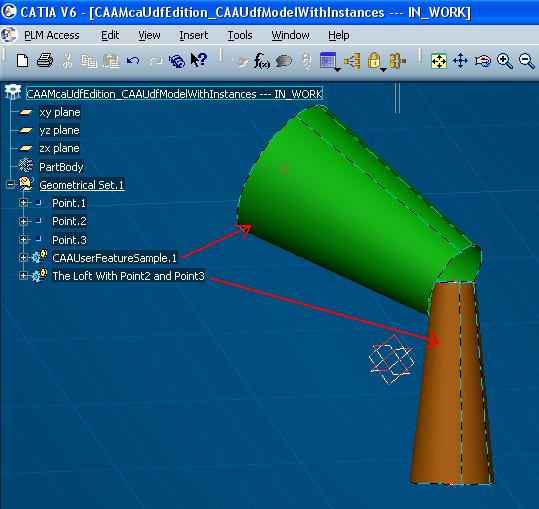 CATIA V6 - [CAAMcaUdfEdition_CAAUdfModelWithInstances --- IN_WORK]
PLM Access Edit View Insert Tools Window Help
CAAMcaUdfEdition_CAAUdfModelWithInstances --- IN_WORK
xy plane
yz plane
zx plane
PartBody
Geometrical Set.1
Point.1
Point.2
Point.3
CAAUserFeatureSample.1
The Loft With Point2 and Point3